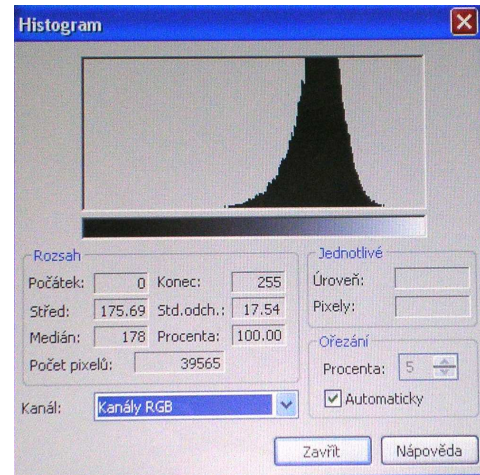 Histogram
Rozsah
Počátek: 0 Konec: 255
Střed: 175.69 Std.odch.: 17.54
Medián: 178 Procenta: 100.00
Počet pixelů: 39565
Jednotlivé
Úroveň:
Pixely:
Ořezání
Procenta: 5
Automaticky
Kanál: Kanály RGB
Zavřít Nápověda